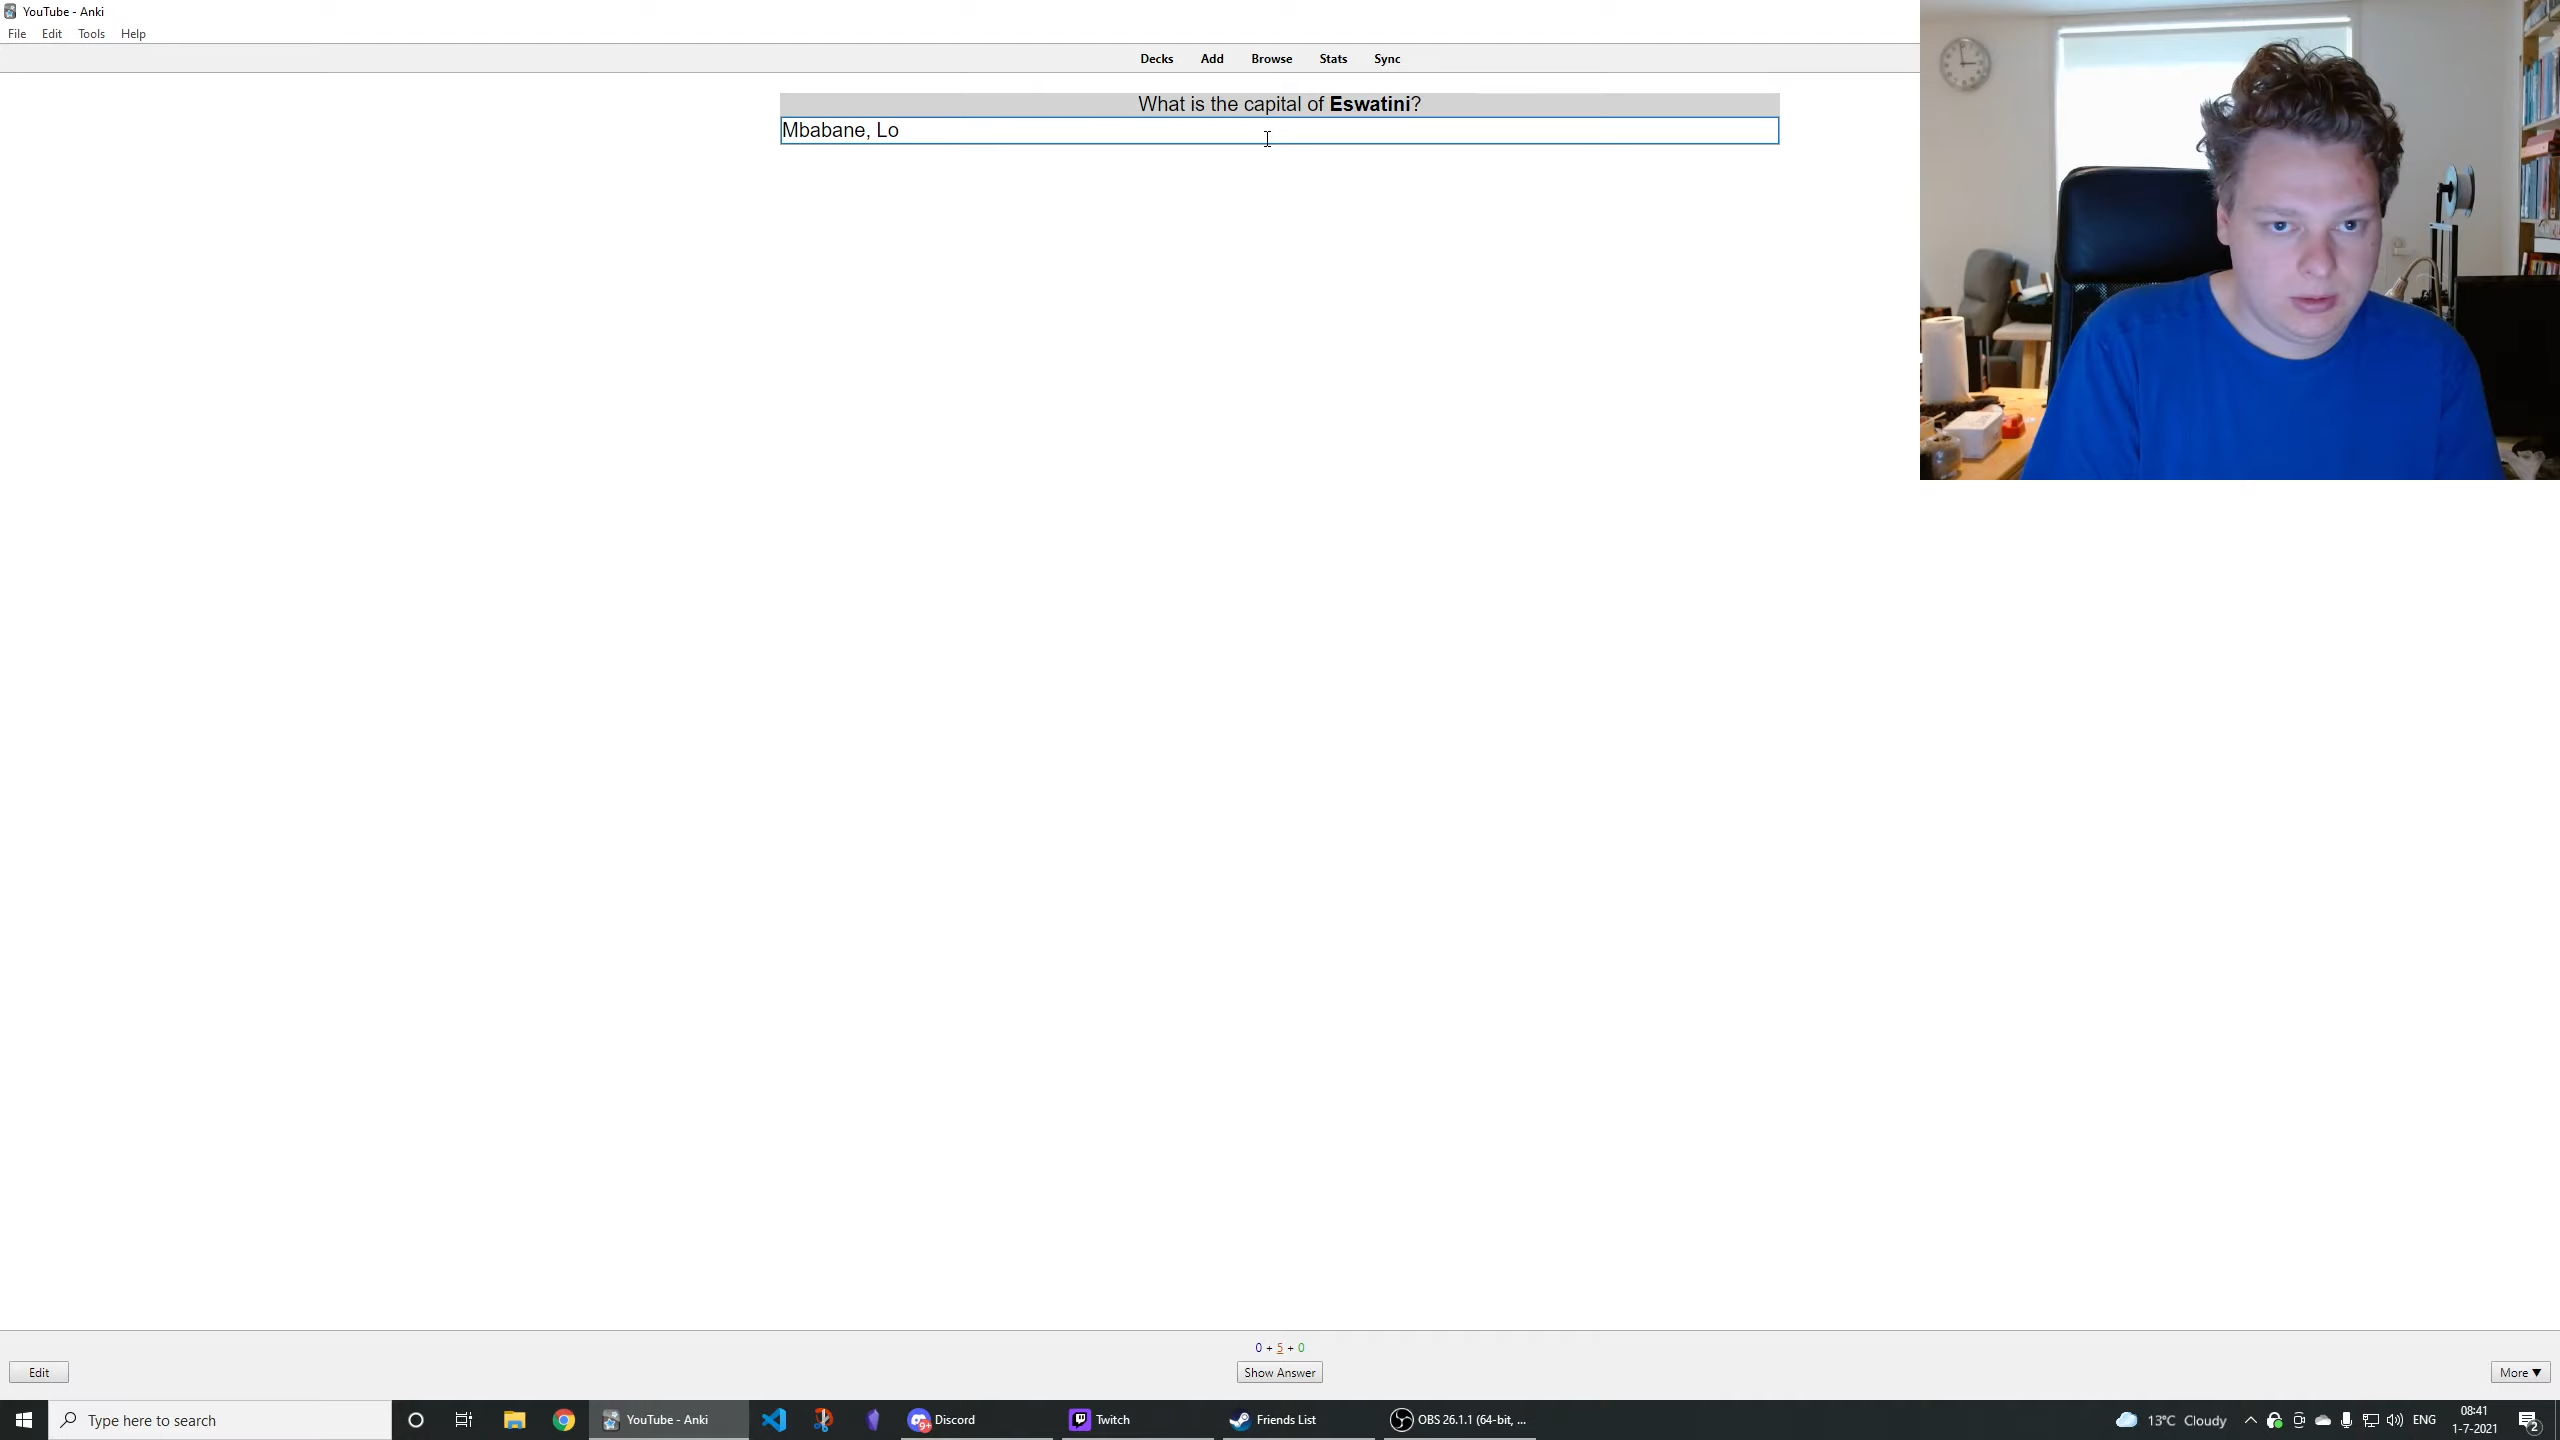 YouTube - Anki
File Edit Tools Help
Decks Add Browse Stats Sync
What is the capital of Eswatini?
Mbabane, Lo
0 + 5 + 0
Edit
Show Answer
More ▼
Type here to search
YouTube - Anki
9+
Discord
Twitch
Friends List
OBS 26.1.1 (64-bit, ...
13°C Cloudy
ENG
08:41
1-7-2021
2